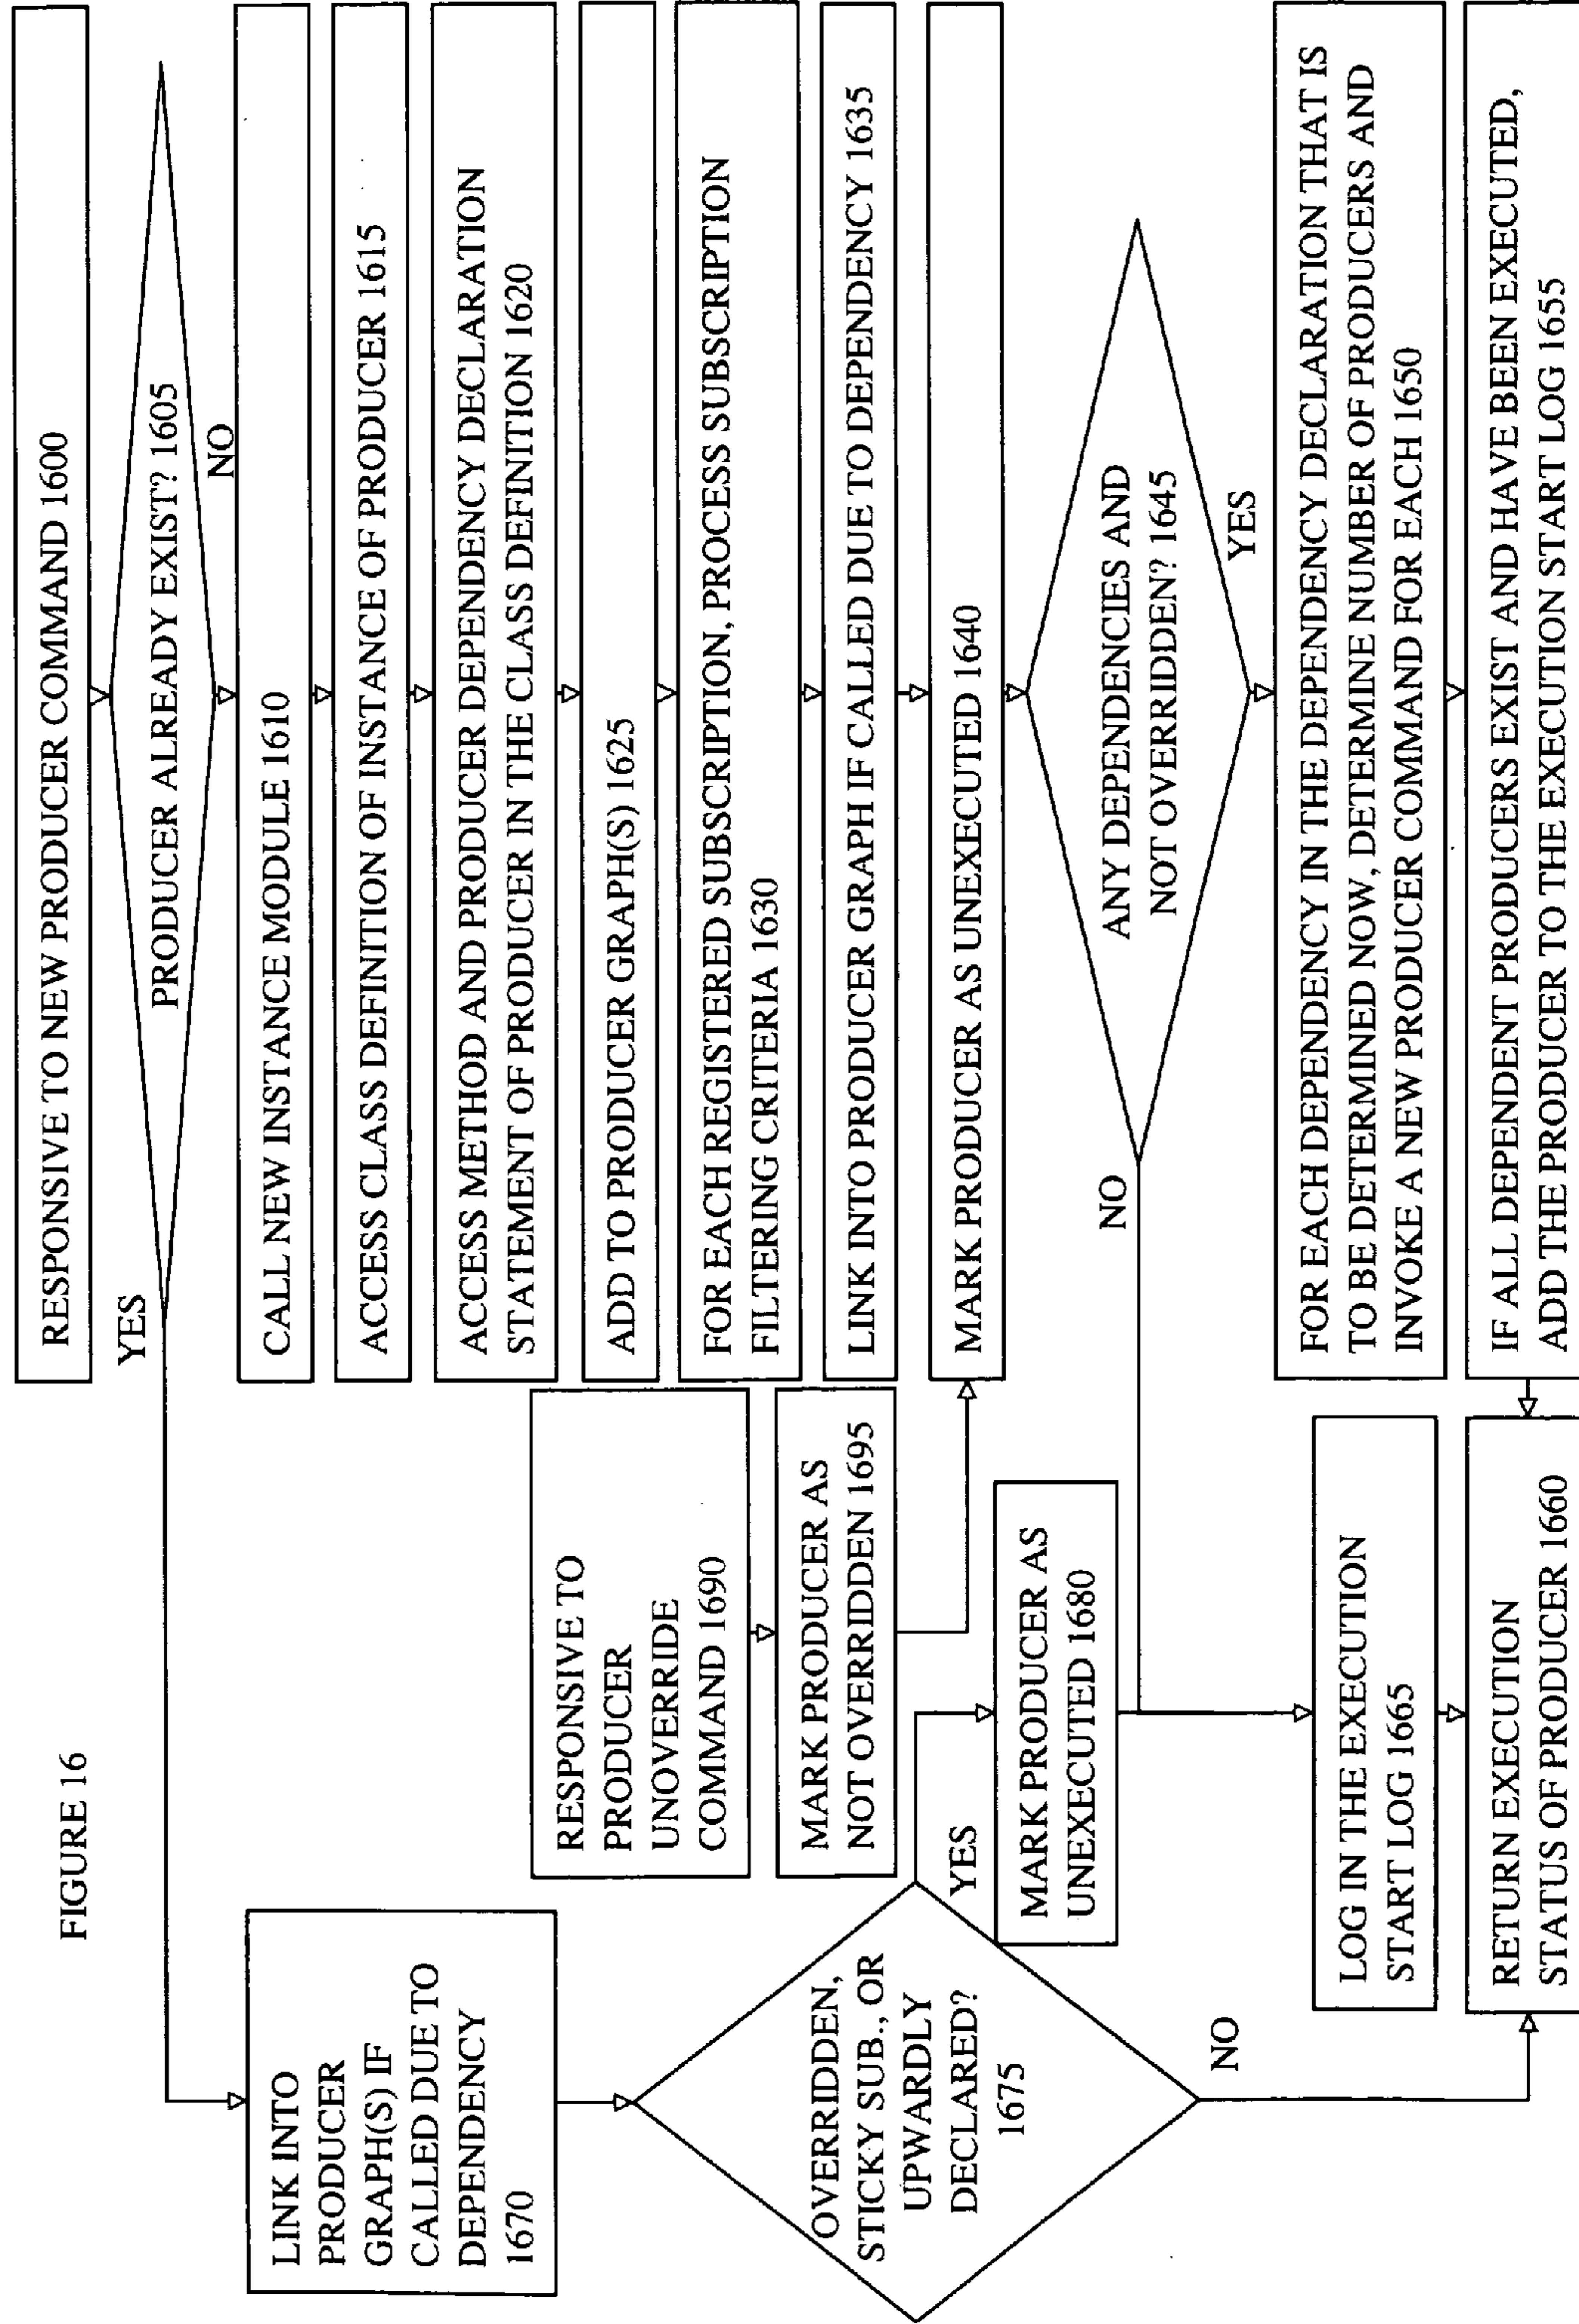 FIGURE 16
RESPONSIVE TO NEW PRODUCER COMMAND 1600
PRODUCER ALREADY EXIST? 1605
YES
NO
CALL NEW INSTANCE MODULE 1610
ACCESS CLASS DEFINITION OF INSTANCE OF PRODUCER 1615
ACCESS METHOD AND PRODUCER DEPENDENCY DECLARATION
STATEMENT OF PRODUCER IN THE CLASS DEFINITION 1620
ADD TO PRODUCER GRAPH(S) 1625
FOR EACH REGISTERED SUBSCRIPTION, PROCESS SUBSCRIPTION
FILTERING CRITERIA 1630
LINK INTO PRODUCER GRAPH IF CALLED DUE TO DEPENDENCY 1635
MARK PRODUCER AS UNEXECUTED 1640
ANY DEPENDENCIES AND
NOT OVERRIDDEN? 1645
NO
YES
FOR EACH DEPENDENCY IN THE DEPENDENCY DECLARATION THAT IS
TO BE DETERMINED NOW, DETERMINE NUMBER OF PRODUCERS AND
INVOKE A NEW PRODUCER COMMAND FOR EACH 1650
IF ALL DEPENDENT PRODUCERS EXIST AND HAVE BEEN EXECUTED,
ADD THE PRODUCER TO THE EXECUTION START LOG 1655
RESPONSIVE TO
PRODUCER
UNOVERRIDE
COMMAND 1690
MARK PRODUCER AS
NOT OVERRIDDEN 1695
LINK INTO
PRODUCER
GRAPH(S) IF
CALLED DUE TO
DEPENDENCY
1670
OVERRIDDEN,
STICKY SUB., OR
UPWARDLY
DECLARED?
1675
YES
NO
MARK PRODUCER AS
UNEXECUTED 1680
LOG IN THE EXECUTION
START LOG 1665
RETURN EXECUTION
STATUS OF PRODUCER 1660